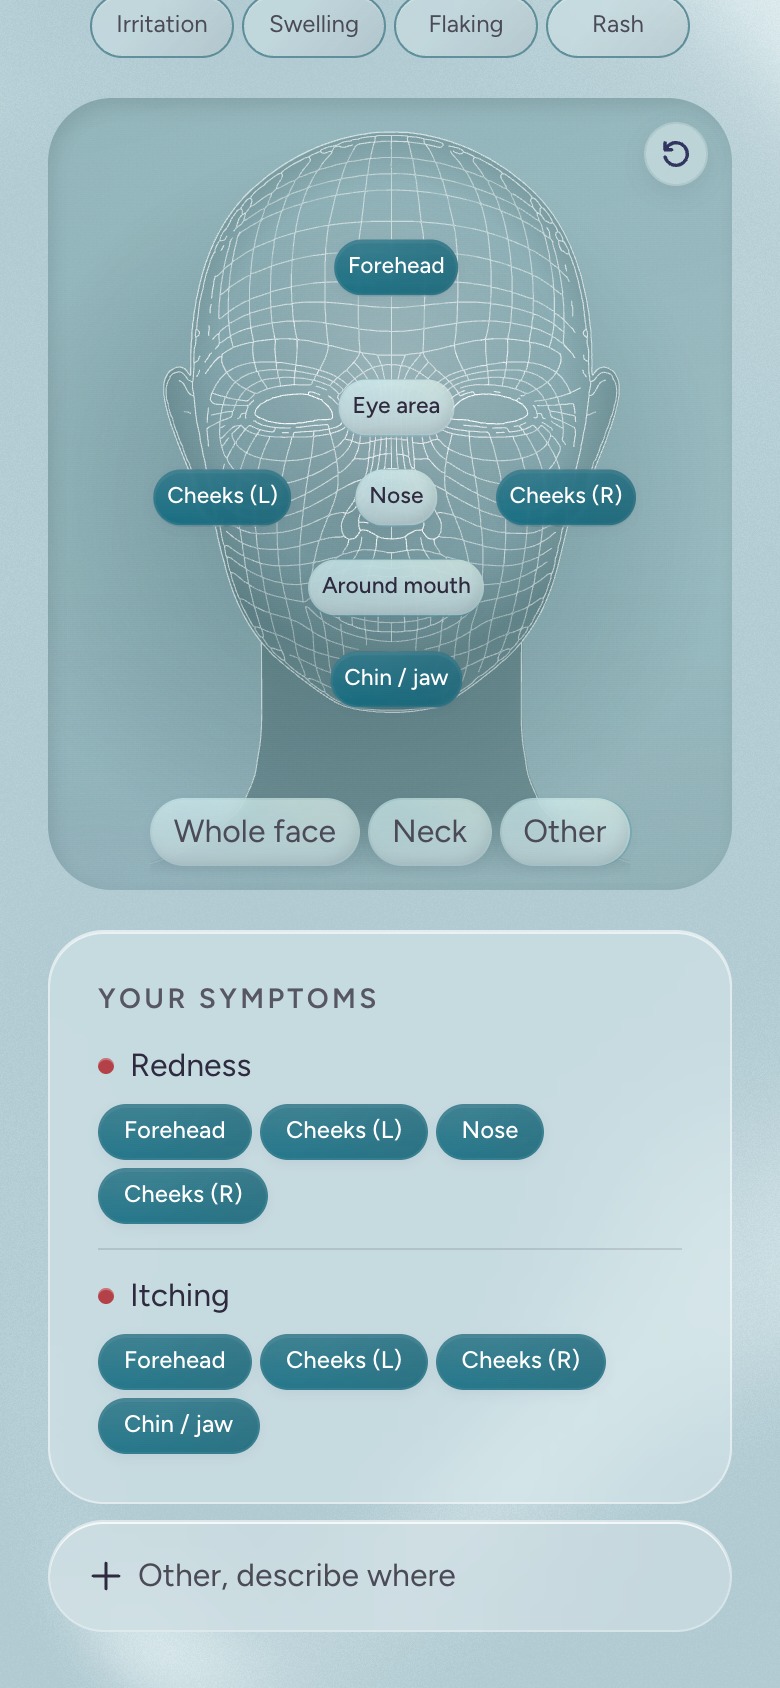 Irritation Swelling Flaking Rash
Forehead
Eye area
Cheeks (L) Nose Cheeks (R)
Around mouth
Chin / jaw
Whole face Neck Other
YOUR SYMPTOMS
Redness
Forehead Cheeks (L) Nose
Cheeks (R)
Itching
Forehead Cheeks (L) Cheeks (R)
Chin / jaw
Other, describe where